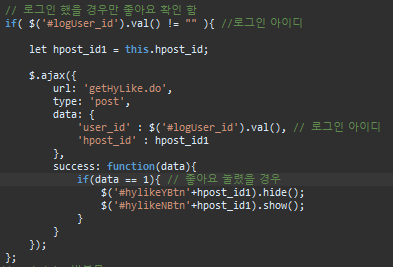 // 로그인 했을 경우만 좋아요 확인 함
if( $('#logUser_id').val() != "" ){ //로그인 아이디
let hpost_id1 = this.hpost_id;
$.ajax({
url: 'getHyLike.do',
type: 'post',
data: {
'user_id' : $('#logUser_id').val(), // 로그인 아이디
'hpost_id' : hpost_id1
},
success: function(data){
if(data == 1){ // 좋아요 눌렀을 경우
$('#hylikeYBtn'+hpost_id1).hide();
$('#hylikeNBtn'+hpost_id1).show();
}
}
});
};